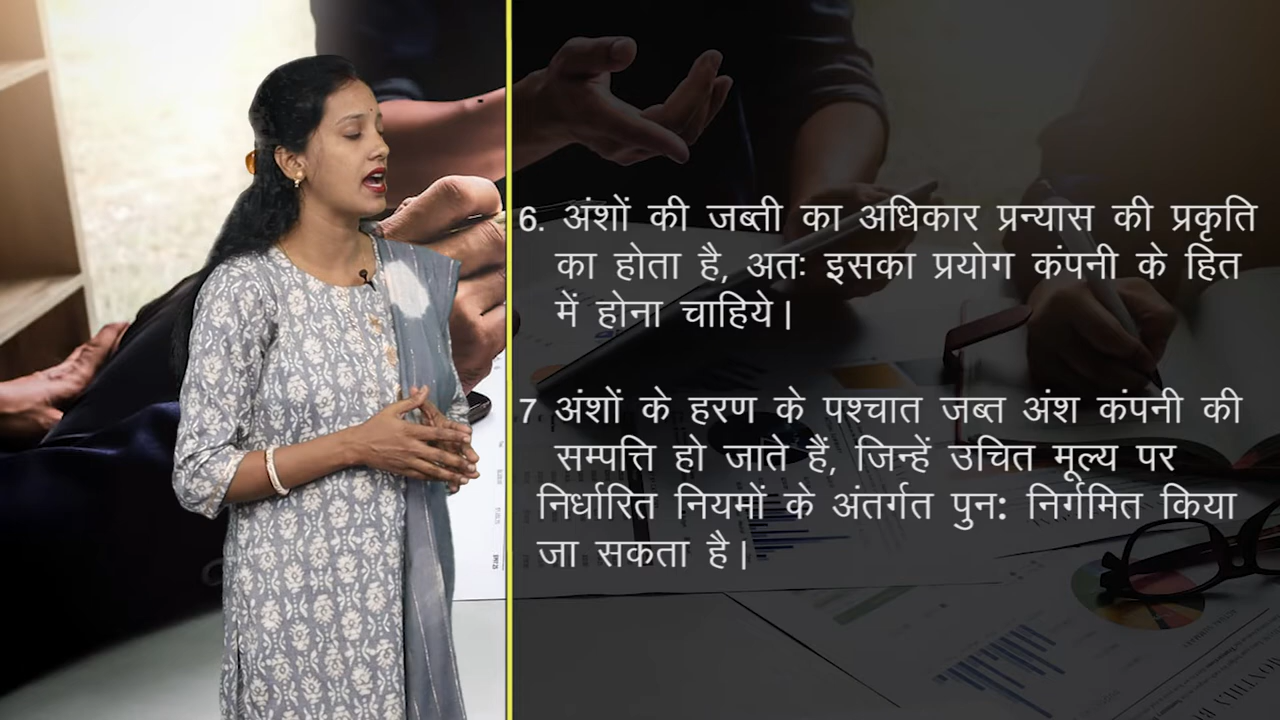 6. अंशों की जब्ती का अधिकार प्रन्यास की प्रकृति
का होता है, अतः इसका प्रयोग कंपनी के हित
में होना चाहिये।
7 अंशों के हरण के पश्चात जब्त अंश कंपनी की
सम्पत्ति हो जाते हैं, जिन्हें उचित मूल्य पर
निर्धारित नियमों के अंतर्गत पुन: निर्गमित किया
जा सकता है।